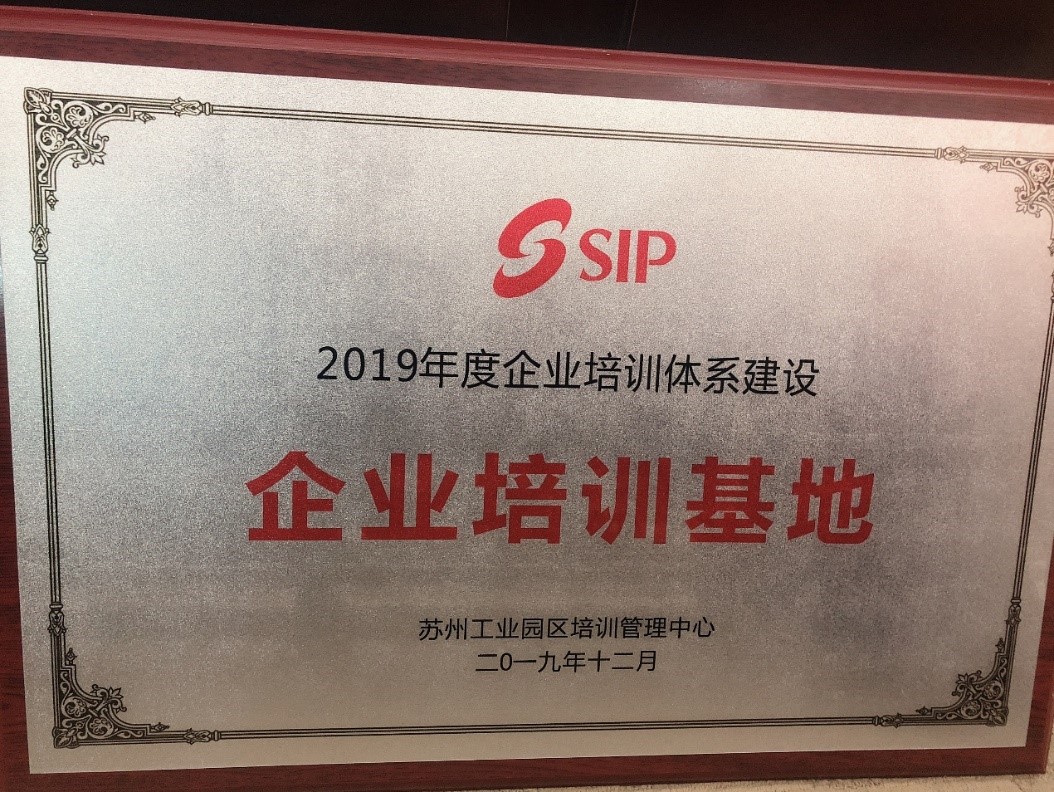 SIP
2019年度企业培训体系建设
企业培训基地
苏州工业园区培训管理中心
二0一九年十二月